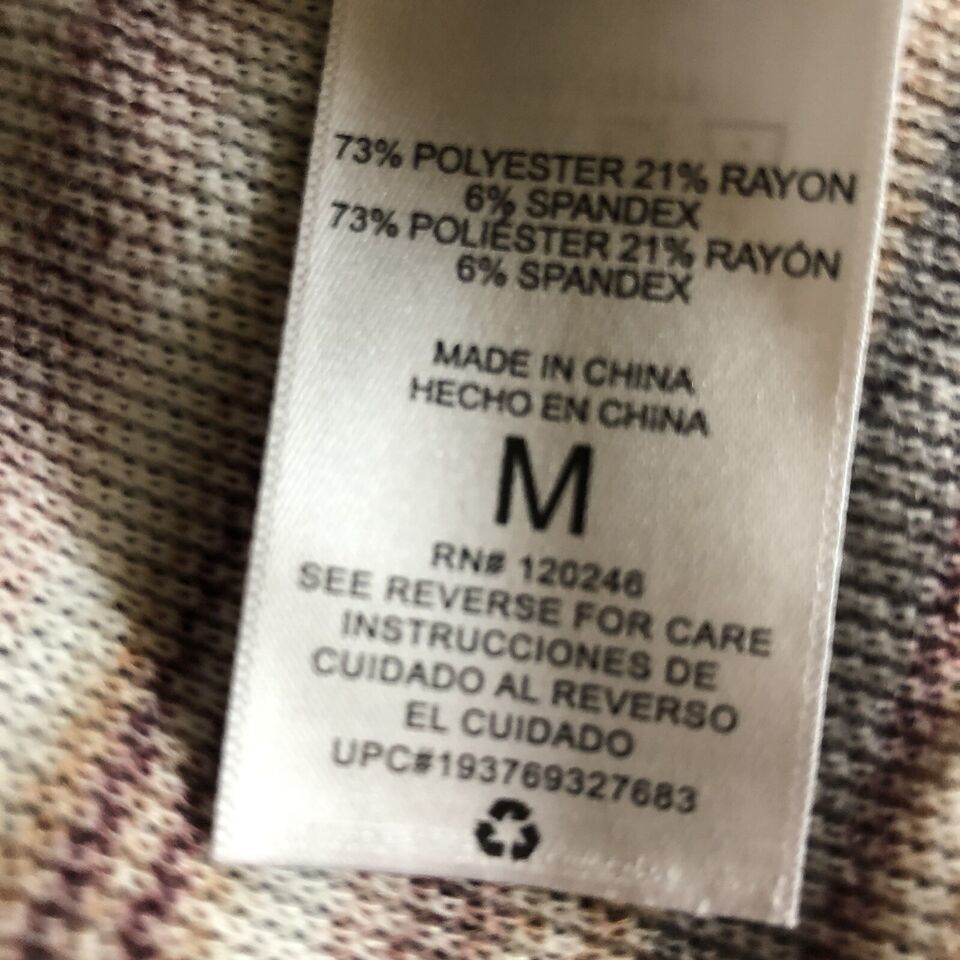 73% POLYESTER 21% RAYON
6% SPANDEX
73% POLIÉSTER 21% RAYÓN
6% SPANDEX
MADE IN CHINA
HECHO EN CHINA
M
RN# 120246
SEE REVERSE FOR CARE
INSTRUCCIONES DE
CUIDADO AL REVERSO
EL CUIDADO
UPC#193769327683